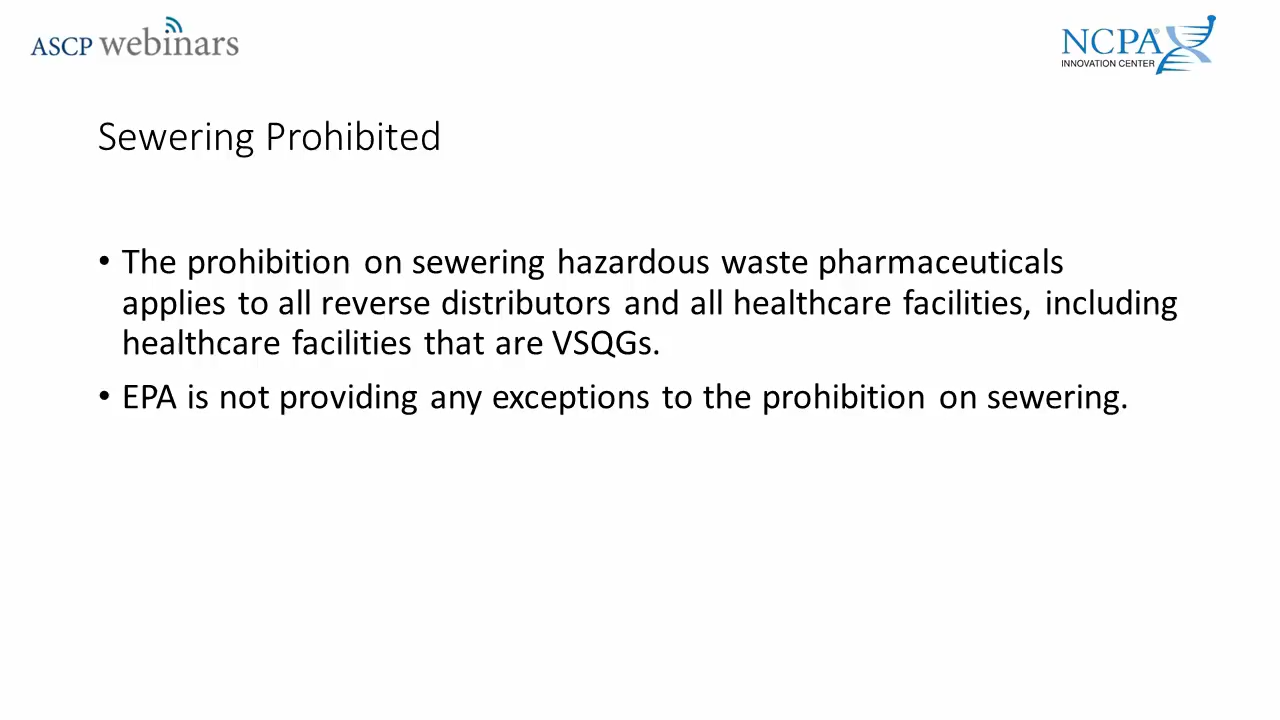 ASCP webinars
NCPA®
INNOVATION CENTER
Sewering Prohibited
• The prohibition on sewering hazardous waste pharmaceuticals
applies to all reverse distributors and all healthcare facilities, including
healthcare facilities that are VSQGs.
• EPA is not providing any exceptions to the prohibition on sewering.